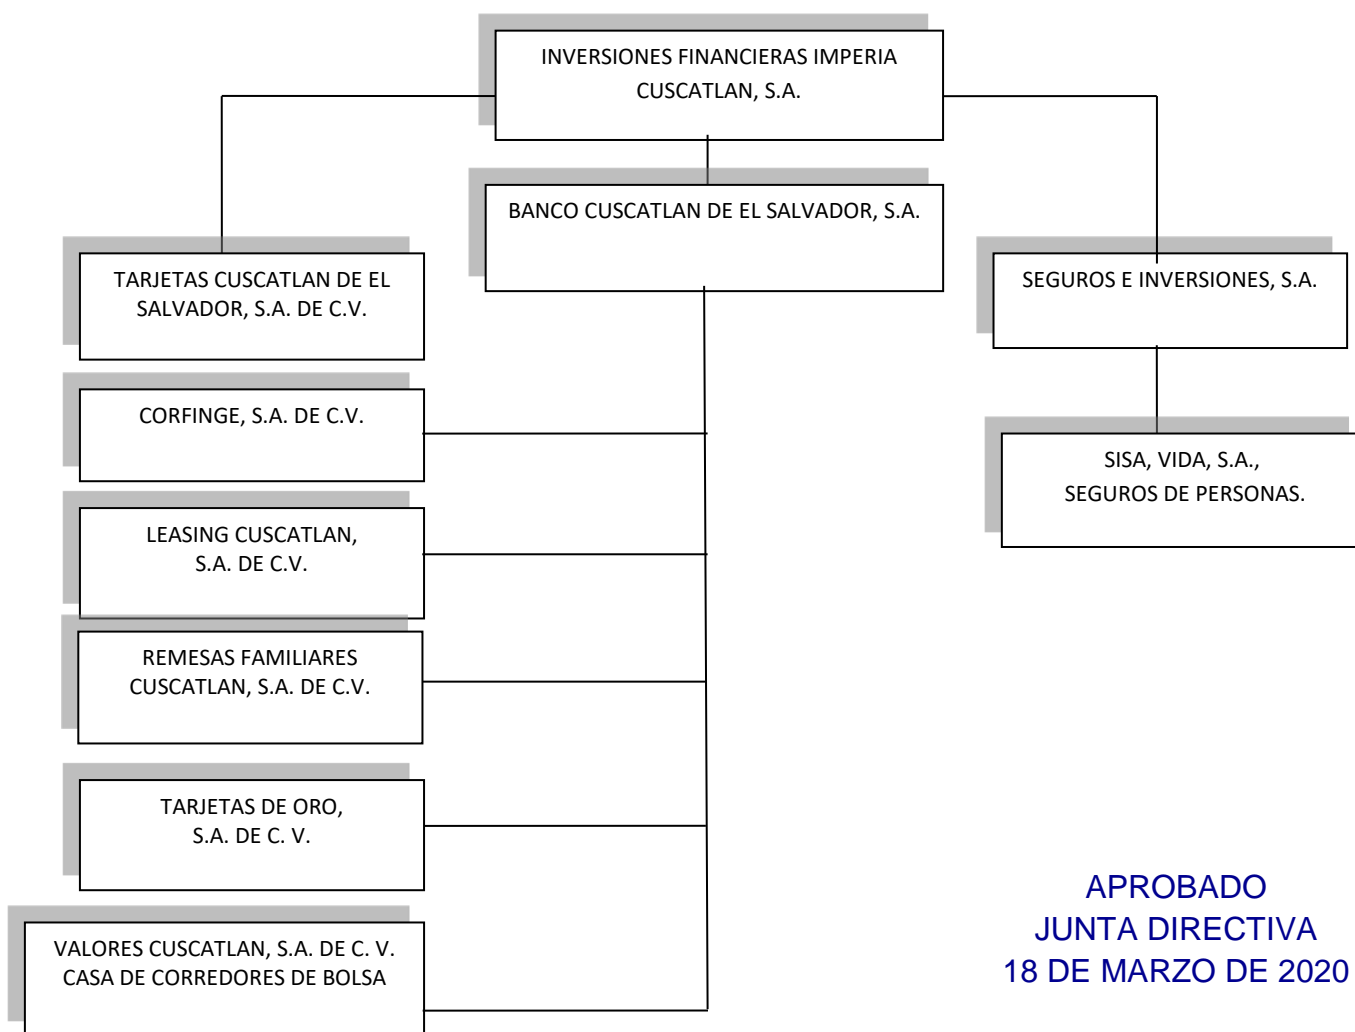 INVERSIONES FINANCIERAS IMPERIA
CUSCATLAN, S.A.
BANCO CUSCATLAN DE EL SALVADOR, S.A.
TARJETAS CUSCATLAN DE EL
SALVADOR, S.A. DE C.V.
SEGUROS E INVERSIONES, S.A.
CORFINGE, S.A. DE C.V.
SISA, VIDA, S.A.,
SEGUROS DE PERSONAS.
LEASING CUSCATLAN,
S.A. DE C.V.
REMESAS FAMILIARES
CUSCATLAN, S.A. DE C.V.
TARJETAS DE ORO,
S.A. DE C. V.
VALORES CUSCATLAN, S.A. DE C. V.
CASA DE CORREDORES DE BOLSA
APROBADO
JUNTA DIRECTIVA
18 DE MARZO DE 2020